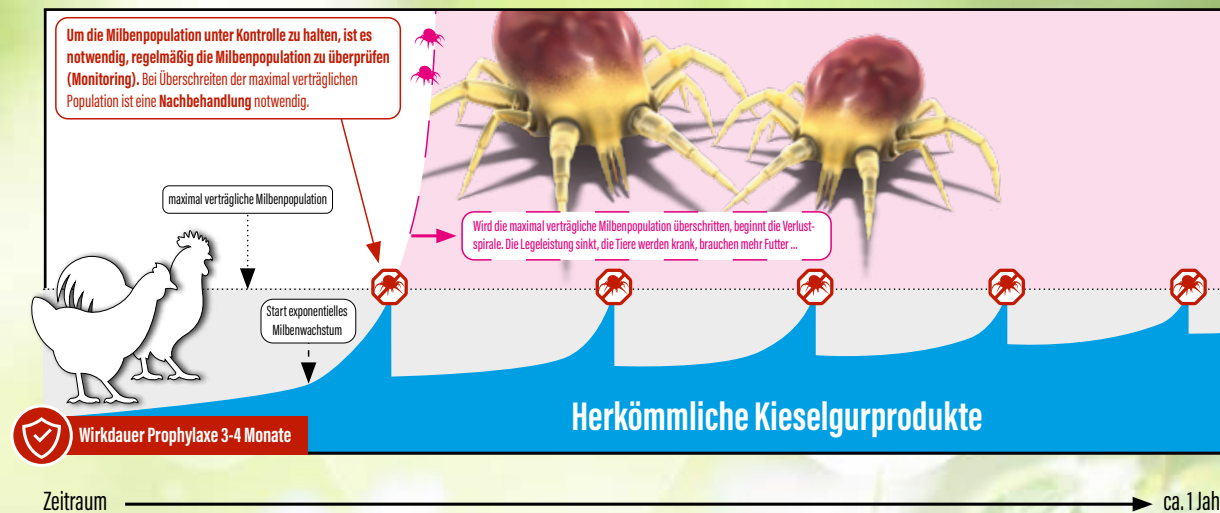 Um die Milbenpopulation unter Kontrolle zu halten, ist es
notwendig, regelmäßig die Milbenpopulation zu überprüfen
(Monitoring). Bei Überschreiten der maximal verträglichen
Population ist eine Nachbehandlung notwendig.
maximal verträgliche Milbenpopulation
Wird die maximal verträgliche Milbenpopulation überschritten, beginnt die Verlust-
spirale. Die Legeleistung sinkt, die Tiere werden krank, brauchen mehr Futter ...
Start exponentielles
Milbenwachstum
Herkömmliche Kieselgurprodukte
Wirkdauer Prophylaxe 3-4 Monate
Zeitraum
ca. 1 Jah